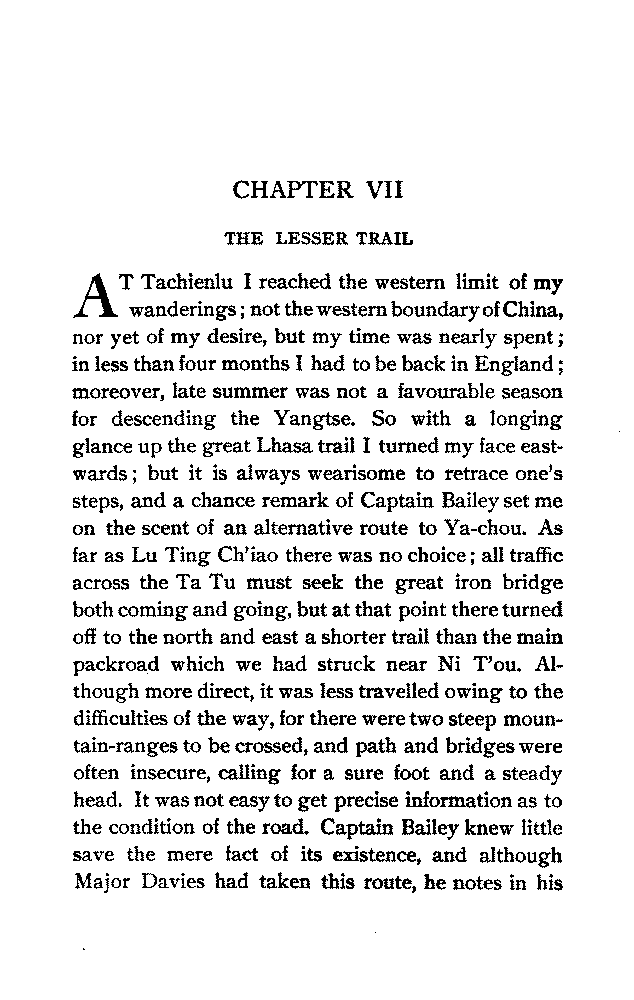 CHAPTER VII
THE LESSER TRAIL
AT Tachienlu I reached the western limit of my
wanderings; not the western boundary of China,
nor yet of my desire, but my time was nearly spent;
in less than four months I had to be back in England;
moreover, late summer was not a favourable season
for descending the Yangtse. So with a longing
glance up the great Lhasa trail I turned my face east-
wards; but it is always wearisome to retrace one's
steps, and a chance remark of Captain Bailey set me
on the scent of an alternative route to Ya-chou. As
far as Lu Ting Ch'iao there was no choice; all traffic
across the Ta Tu must seek the great iron bridge
both coming and going, but at that point there turned
off to the north and east a shorter trail than the main
packroad which we had struck near Ni T'ou. Al-
though more direct, it was less travelled owing to the
difficulties of the way, for there were two steep moun-
tain-ranges to be crossed, and path and bridges were
often insecure, calling for a sure foot and a steady
head. It was not easy to get precise information as to
the condition of the road. Captain Bailey knew little
save the mere fact of its existence, and although
Major Davies had taken this route, he notes in his